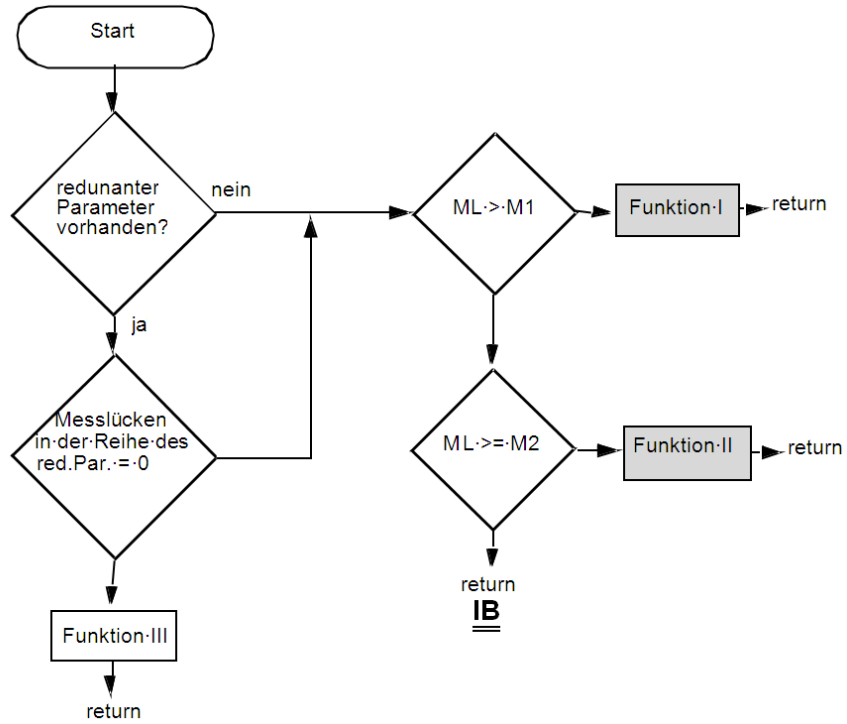 Start
redunanter
Parameter
vorhanden?
nein
ja
Messlücken
in·der·Reihe·des
red.Par.·=·0
Funktion·III
return
ML·>·M1
Funktion·I
return
ML·>=·M2
Funktion·II
return
return
IB